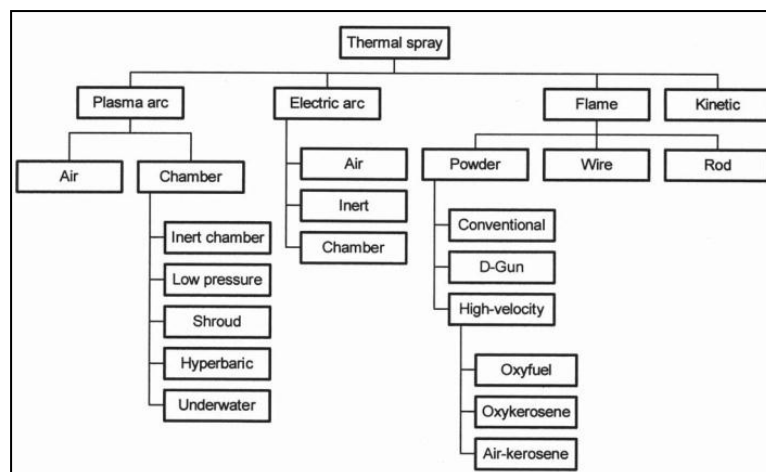 Thermal spray
Plasma arc
Electric arc
Flame
Kinetic
Air
Chamber
Air
Powder
Wire
Rod
Inert chamber
Inert
Conventional
Low pressure
Chamber
D-Gun
Shroud
High-velocity
Hyperbaric
Oxyfuel
Underwater
Oxykerosene
Air-kerosene